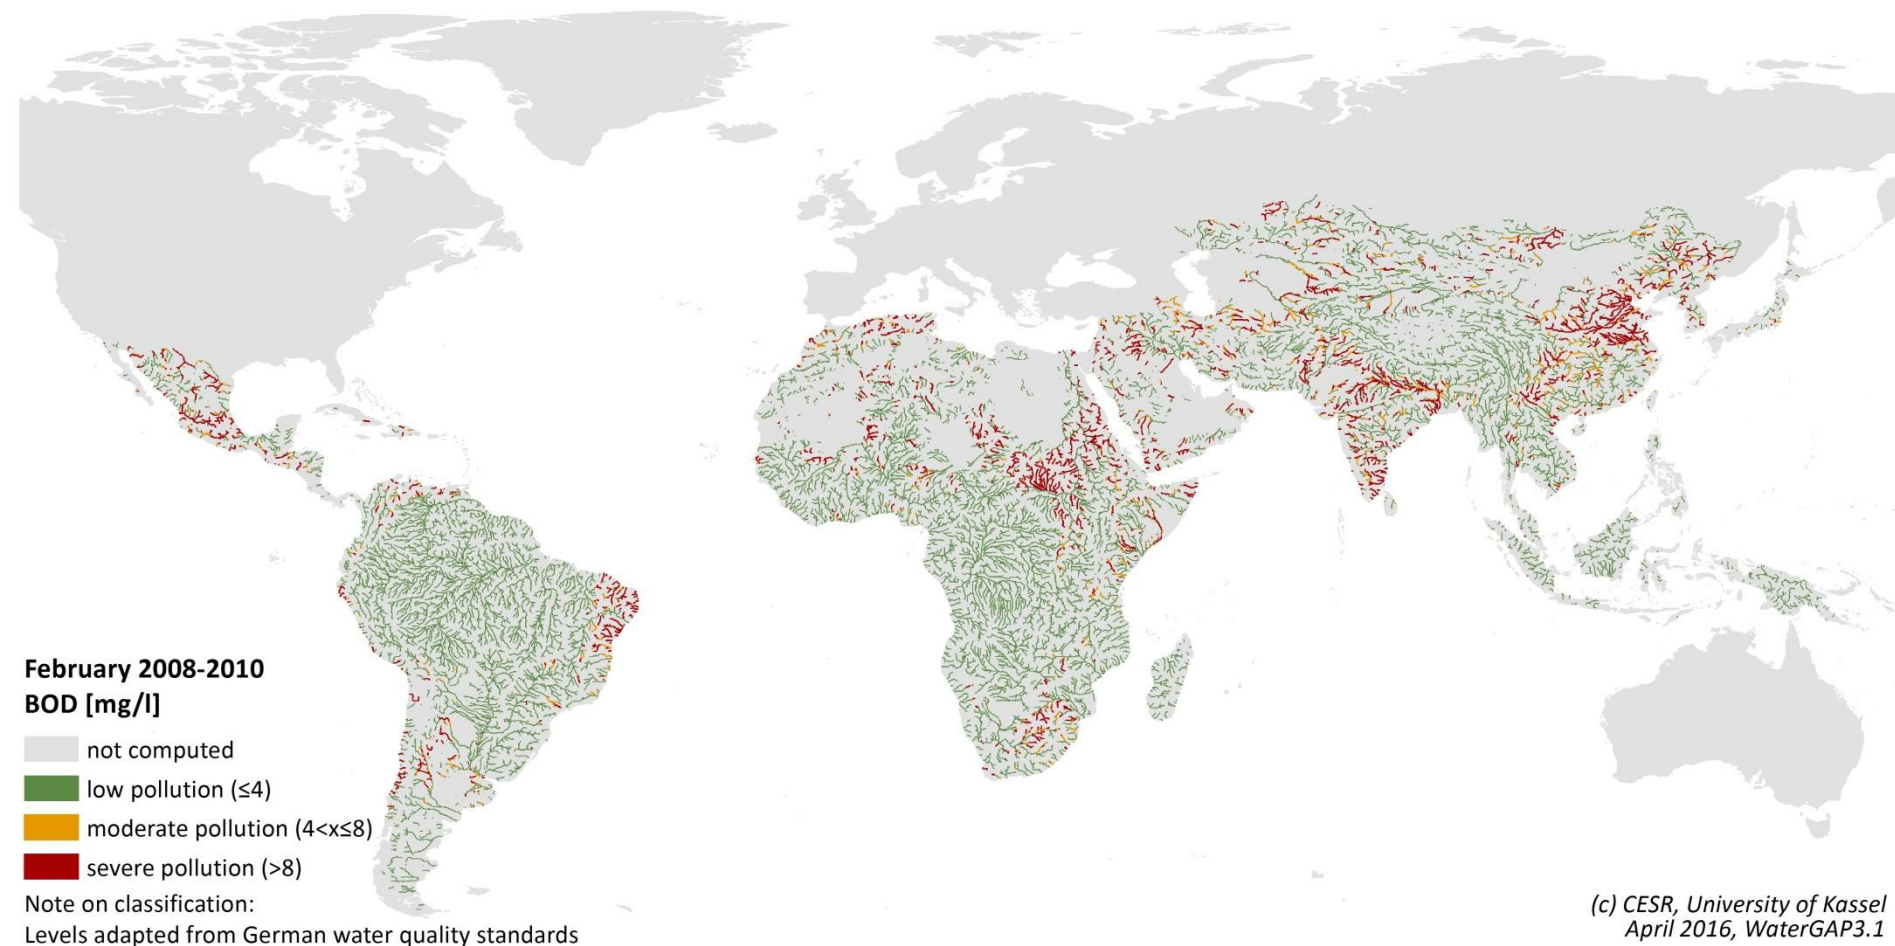 February 2008-2010
BOD [mg/l]
not computed
low pollution (≤4)
moderate pollution (4<x≤8)
severe pollution (>8)
Note on classification:
Levels adapted from German water quality standards
(c) CESR, University of Kassel
April 2016, WaterGAP3.1